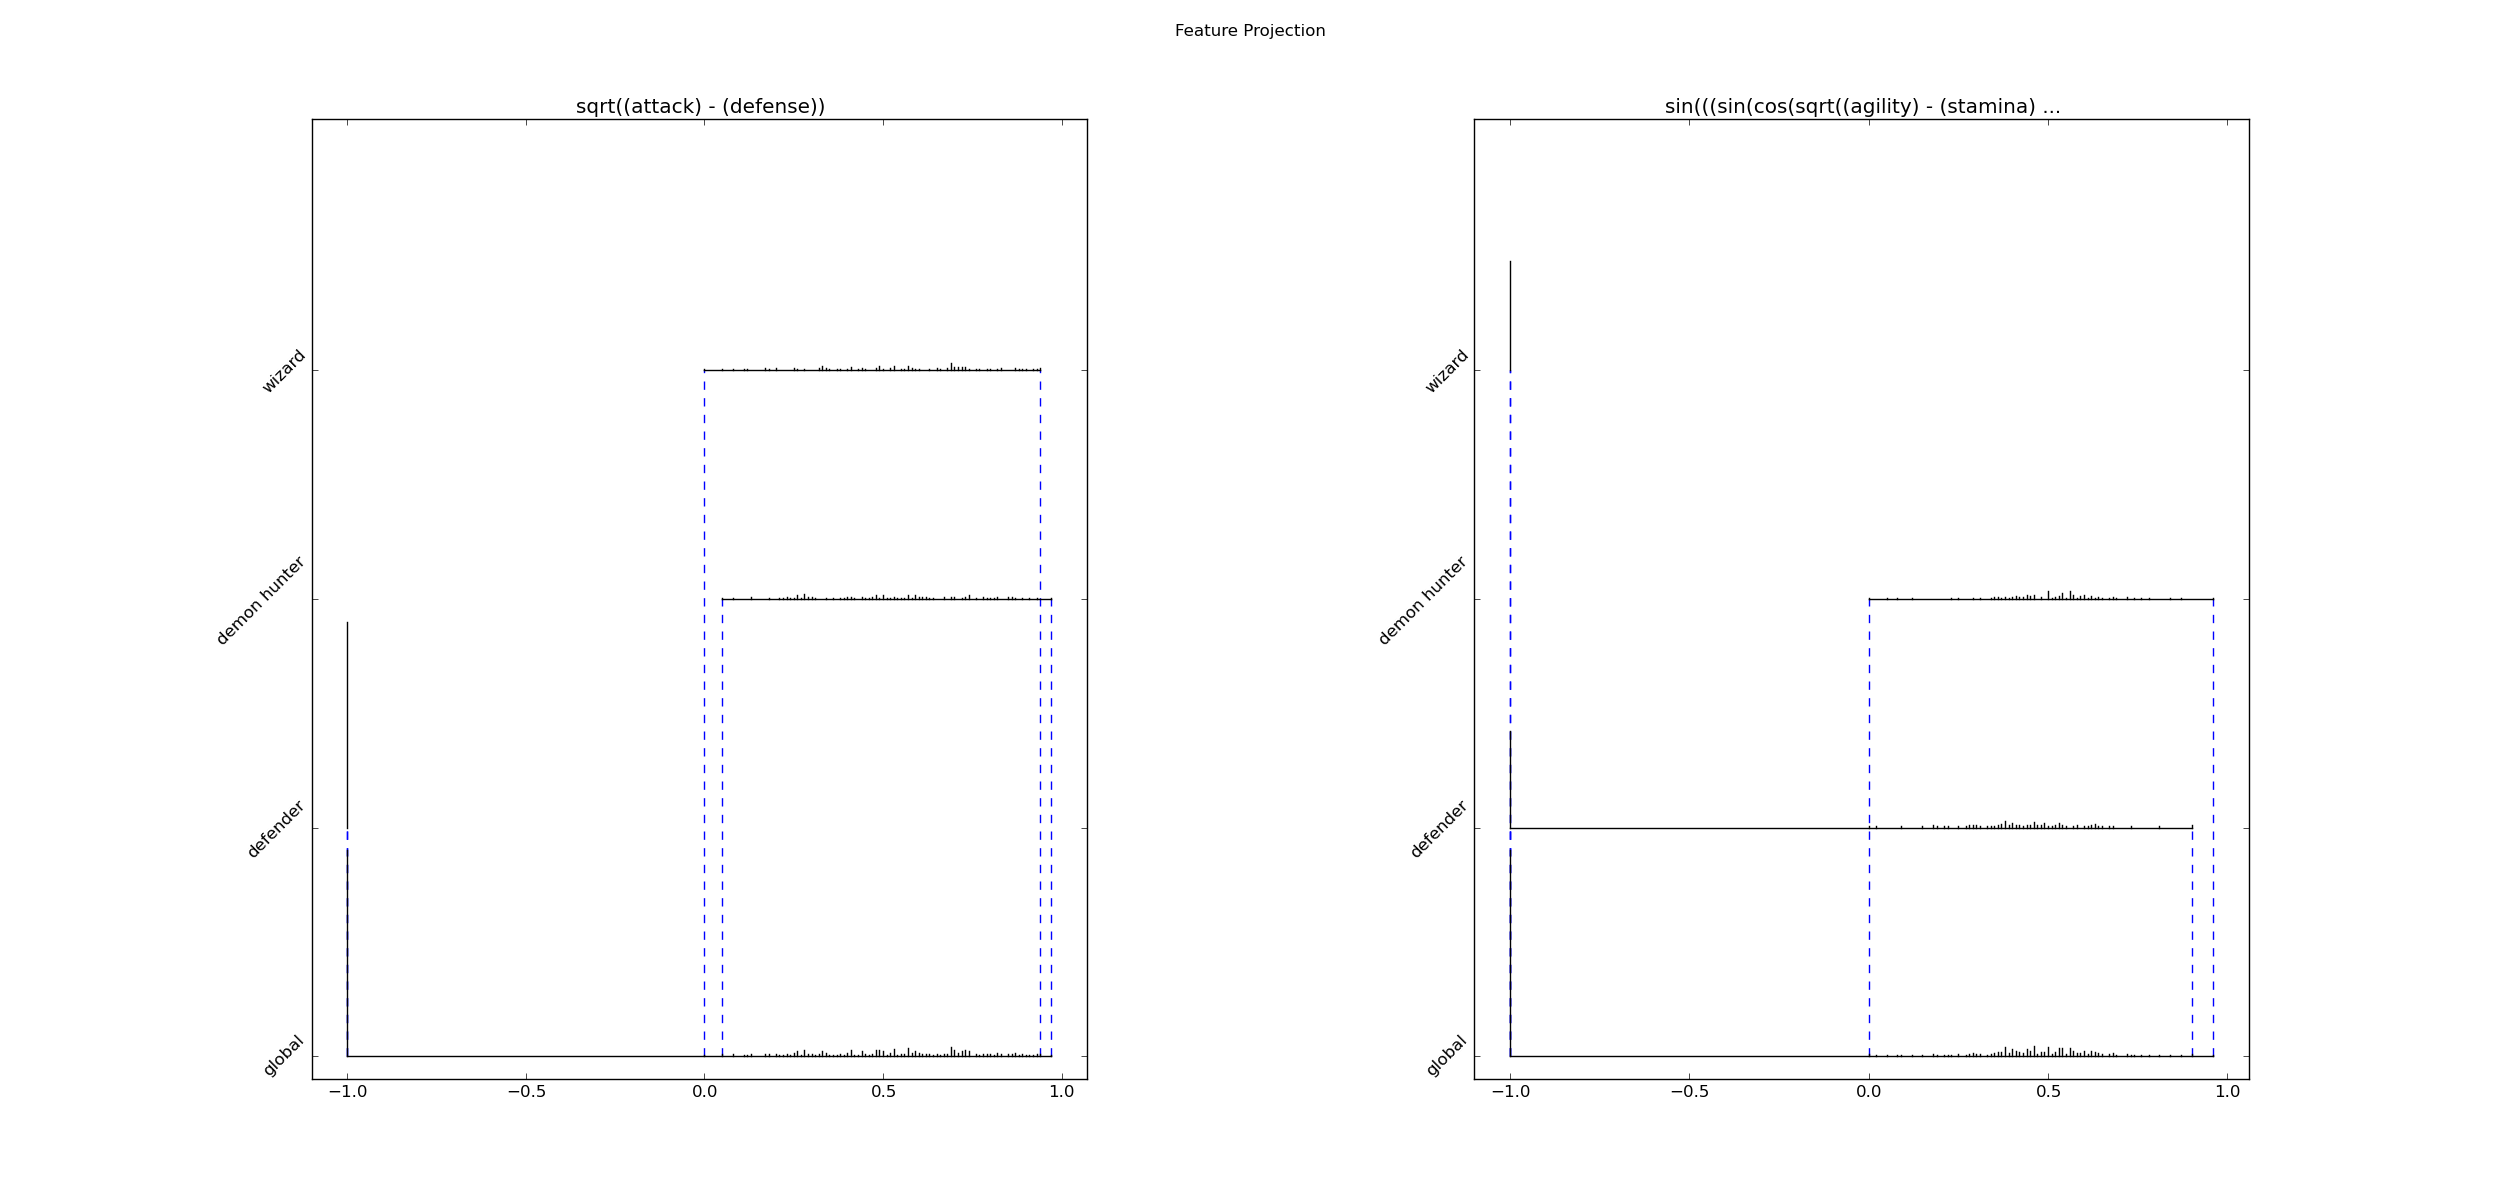 Feature Projection
sqrt((attack) - (defense))
wizard
demon hunter
defender
global
−1.0 −0.5 0.0 0.5 1.0
sin(((sin(cos(sqrt((agility) - (stamina) ...
wizard
demon hunter
defender
global
−1.0 −0.5 0.0 0.5 1.0